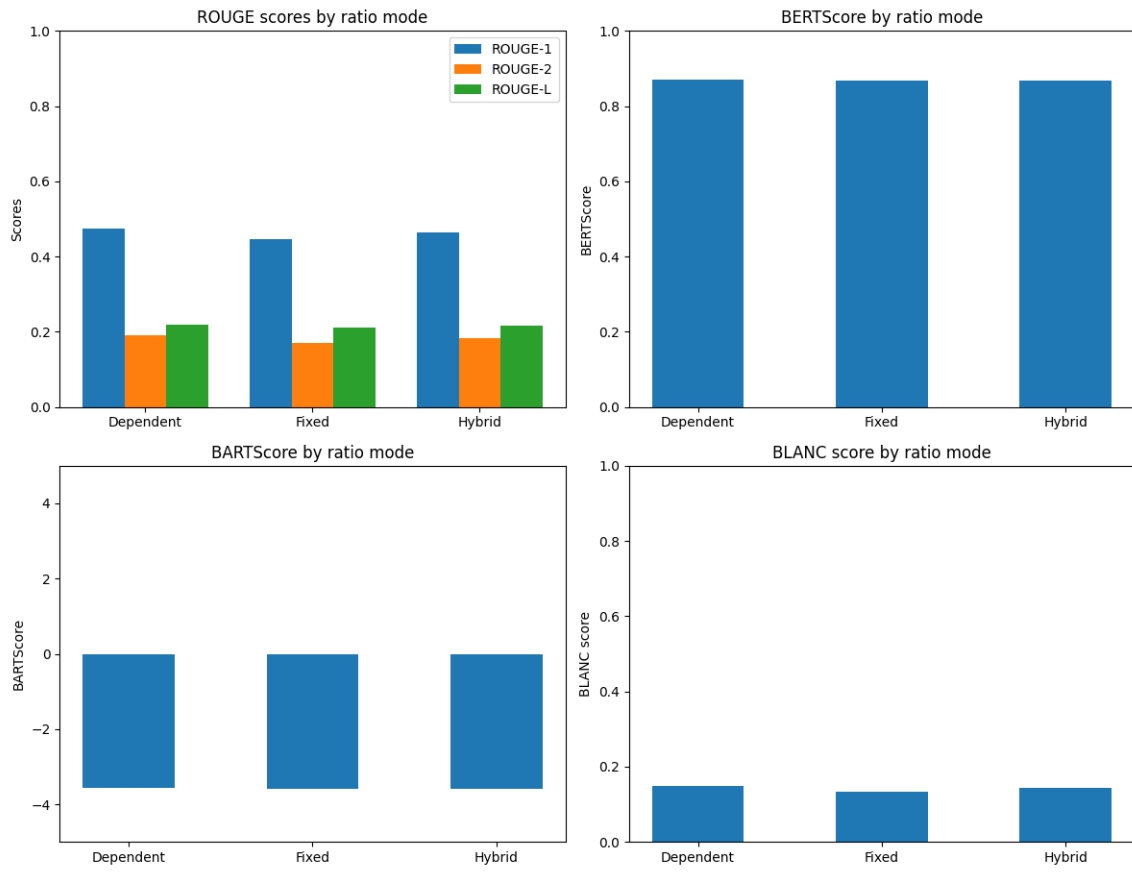 ROUGE scores by ratio mode
Scores
1.0
0.8
0.6
0.4
0.2
0.0
ROUGE-1
ROUGE-2
ROUGE-L
Dependent
Fixed
Hybrid
BERTScore by ratio mode
BERTScore
1.0
0.8
0.6
0.4
0.2
0.0
Dependent
Fixed
Hybrid
BARTScore by ratio mode
BARTScore
4
2
0
−2
−4
Dependent
Fixed
Hybrid
BLANC score by ratio mode
BLANC score
1.0
0.8
0.6
0.4
0.2
0.0
Dependent
Fixed
Hybrid